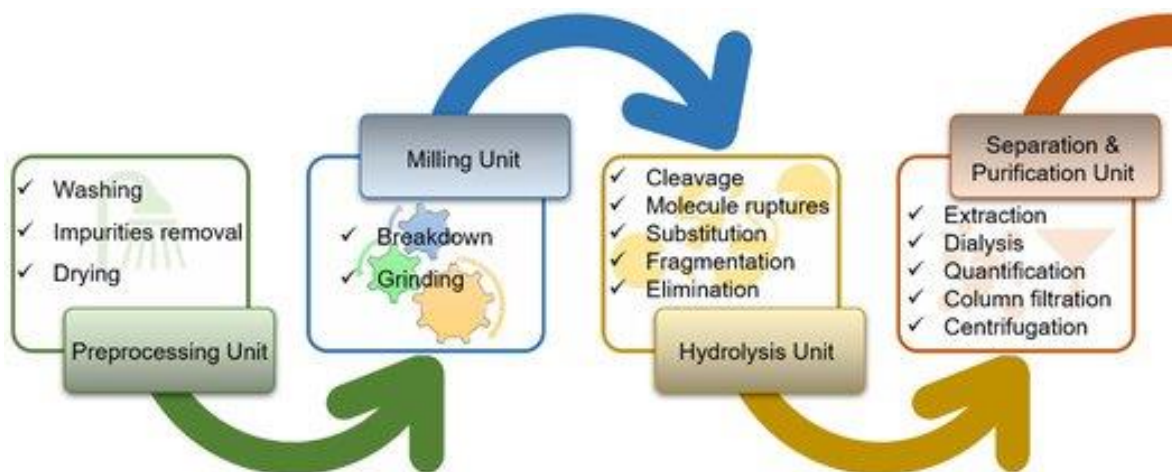 Washing
Impurities removal
Drying
Preprocessing Unit
Milling Unit
Breakdown
Grinding
Cleavage
Molecule ruptures
Substitution
Fragmentation
Elimination
Hydrolysis Unit
Separation &
Purification Unit
Extraction
Dialysis
Quantification
Column filtration
Centrifugation